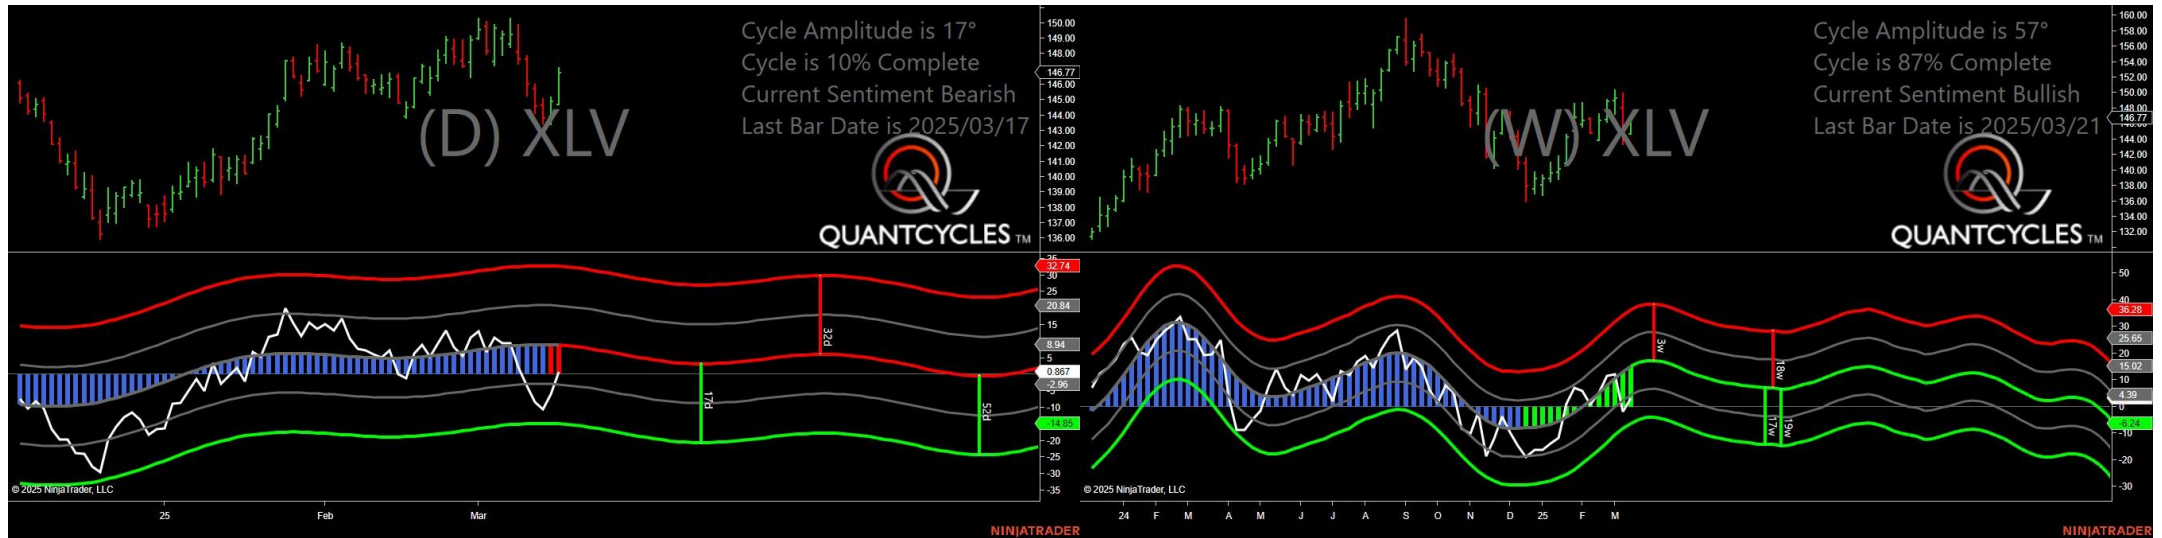 Cycle Amplitude is 17°
Cycle is 10% Complete
Current Sentiment Bearish
Last Bar Date is 2025/03/17
(D) XLV
QUANTCYCLES TM
150.00
149.00
148.00
146.77
146.00
145.00
144.00
143.00
142.00
141.00
140.00
139.00
138.00
137.00
136.00
35
32.74
30
25
20.84
15
8.94
5
0.867
-2.96
-10
-14.85
-20
-25
-30
-35
32d
17d
52d
© 2025 NinjaTrader, LLC
25 Feb Mar
NINJATRADER
Cycle Amplitude is 57°
Cycle is 87% Complete
Current Sentiment Bullish
Last Bar Date is 2025/03/21
(W) XLV
QUANTCYCLES TM
160.00
158.00
156.00
154.00
152.00
150.00
148.00
146.77
144.00
142.00
140.00
138.00
136.00
134.00
132.00
50
40
36.28
30
25.65
20
15.02
10
4.39
0
-6.24
-10
-20
-30
3w
18w
17w
19w
© 2025 NinjaTrader, LLC
24 F M A M J J A S O N D 25 F M
NINJATRADER